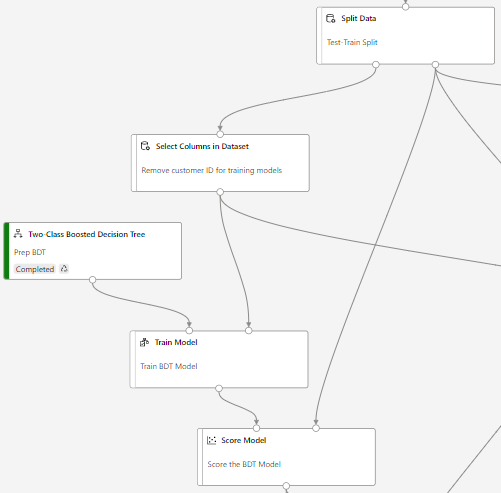 Split Data
Test-Train Split
Select Columns in Dataset
Remove customer ID for training models
Two-Class Boosted Decision Tree
Prep BDT
Completed
Train Model
Train BDT Model
Score Model
Score the BDT Model